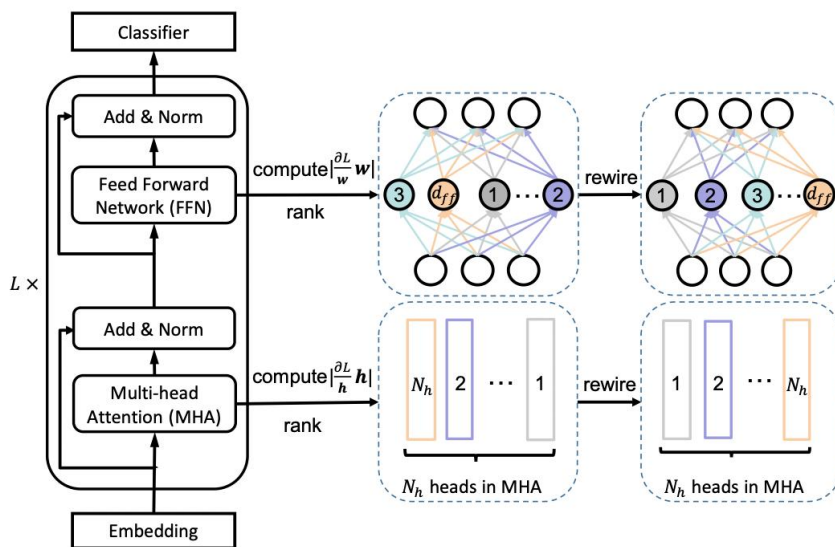 Classifier
Add & Norm
Feed Forward
Network (FFN)
L ×
Add & Norm
Multi-head
Attention (MHA)
Embedding
compute|∂L/w w|
rank
3 d_ff 1 ... 2
rewire
1 2 3 ... d_ff
compute|∂L/h h|
rank
N_h 2 ... 1
N_h heads in MHA
rewire
1 2 ... N_h
N_h heads in MHA